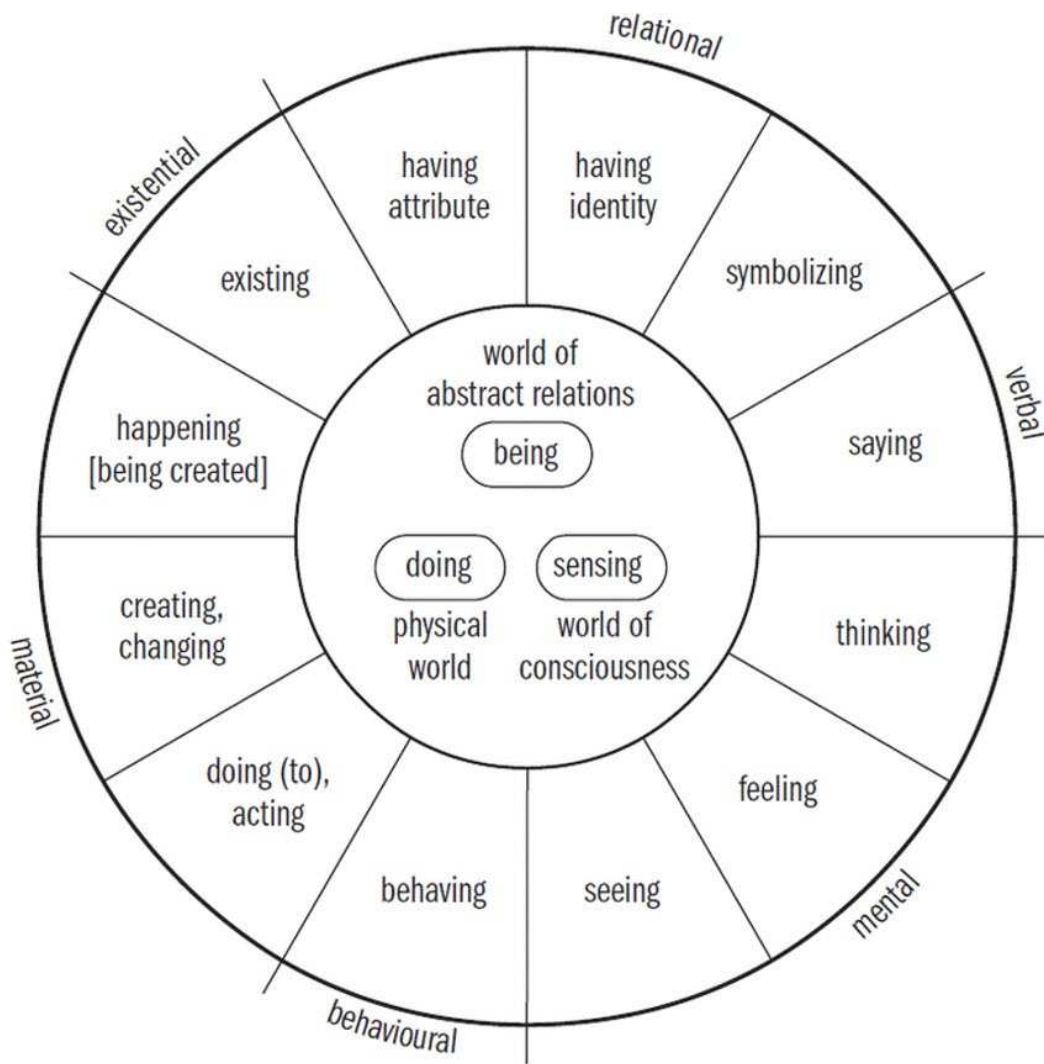 relational
existential
having
attribute
having
identity
existing
symbolizing
world of
abstract relations
being
verbal
happening
[being created]
saying
doing
sensing
physical
world
world of
consciousness
creating,
changing
thinking
material
doing (to),
acting
feeling
behaving
seeing
mental
behavioural